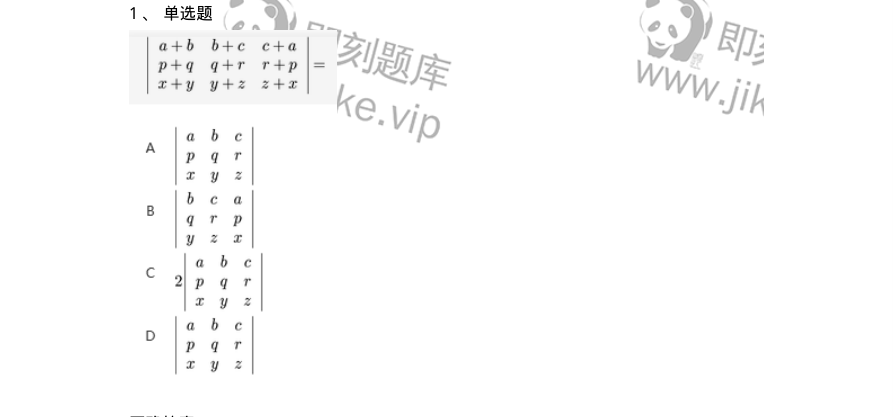 1、 单选题
即刻题库
即
a+b b+c c+a
p+q q+r r+p =
x+y y+z z+x
ke.vip
www.jik
A
a b c
p q r
x y z
B
b c a
q r p
y z x
C
a b c
2 p q r
x y z
D
a b c
p q r
x y z